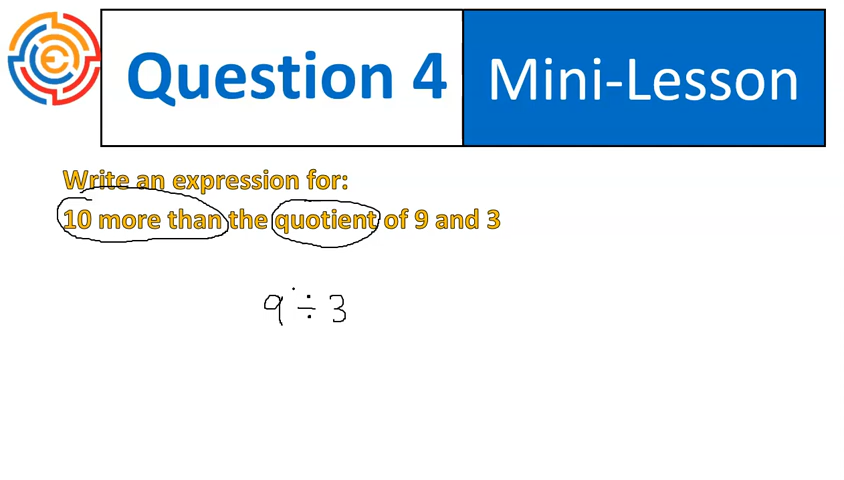 Question 4 Mini-Lesson
Write an expression for:
10 more than the quotient of 9 and 3
9 ÷ 3